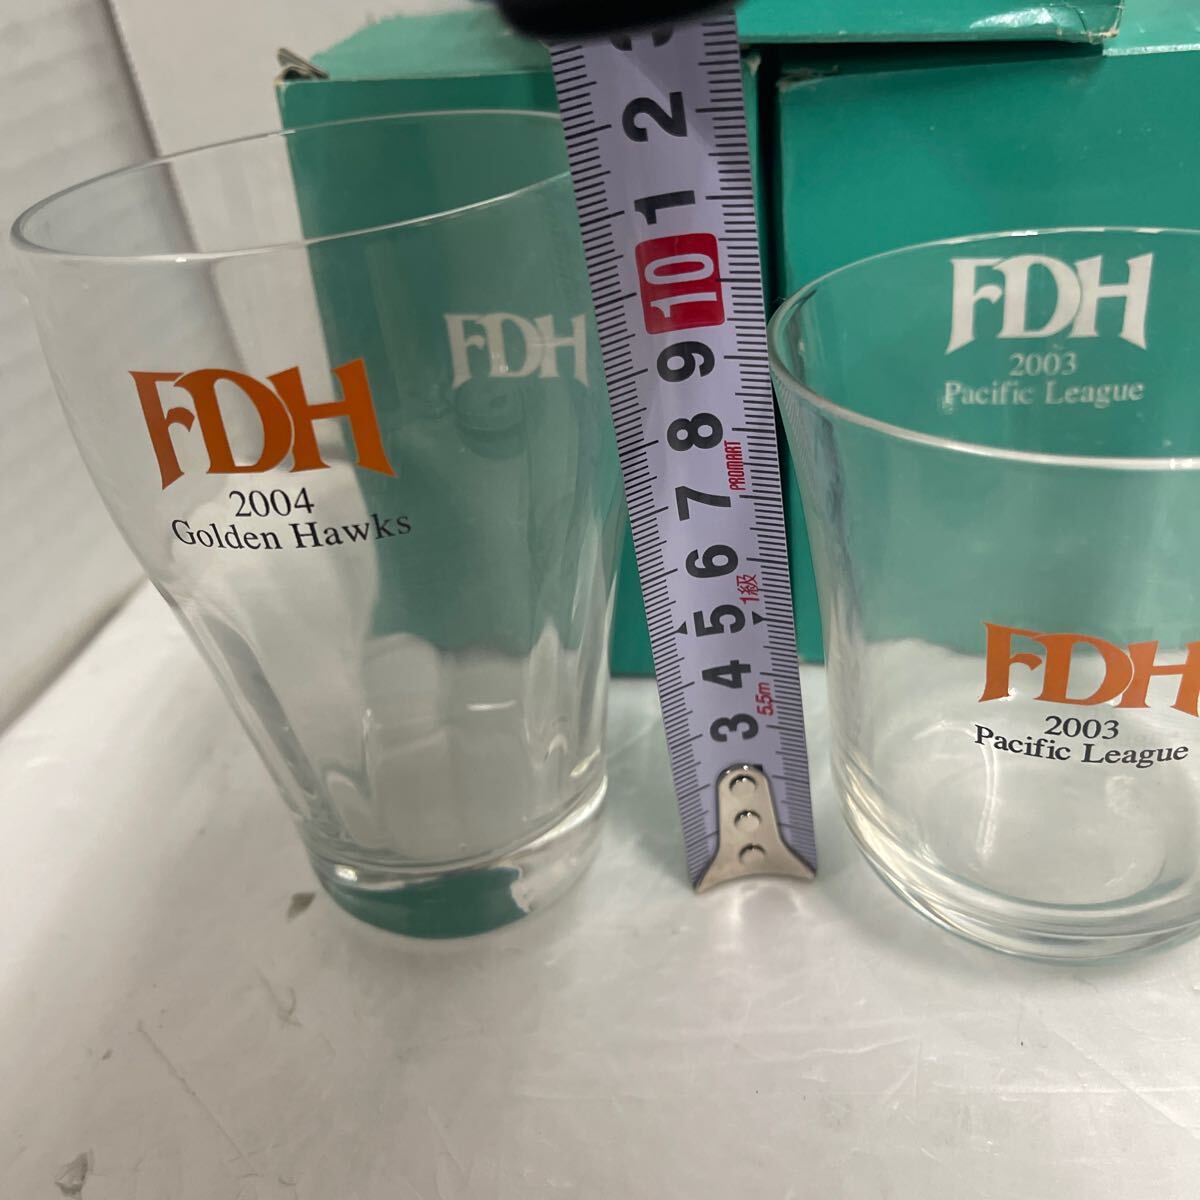 FDH
2004
Golden Hawks
FDH
3
2
1
10
9
8
7
6
5
4
3
PROMART
1級
5.5m
FDH
2003
Pacific League
FDH
2003
Pacific League